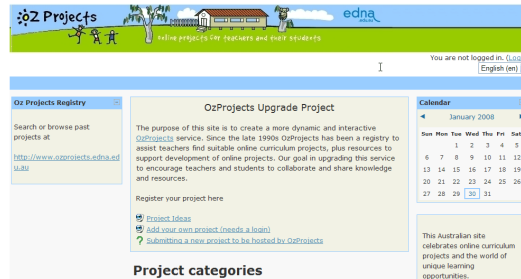 OZ Projects
edna
edu.au
online projects for teachers and their students
You are not logged in. (Log
English (en)
Oz Projects Registry
Search or browse past
projects at
http://www.ozprojects.edna.ed
u.au
OzProjects Upgrade Project
The purpose of this site is to create a more dynamic and interactive
OzProjects service. Since the late 1990s OzProjects has been a registry to
assist teachers find suitable online curriculum projects, plus resources to
support development of online projects. Our goal in upgrading this service
to encourage teachers and students to collaborate and share knowledge
and resources.
Register your project here
Project Ideas
Add your own project (needs a login)
Submitting a new project to be hosted by OzProjects
Project categories
Calendar
January 2008
Sun Mon Tue Wed Thu Fri Sat
1 2 3 4 5
6 7 8 9 10 11 12
13 14 15 16 17 18 19
20 21 22 23 24 25 26
27 28 29 30 31
This Australian site
celebrates online curriculum
projects and the world of
unique learning
opportunities.